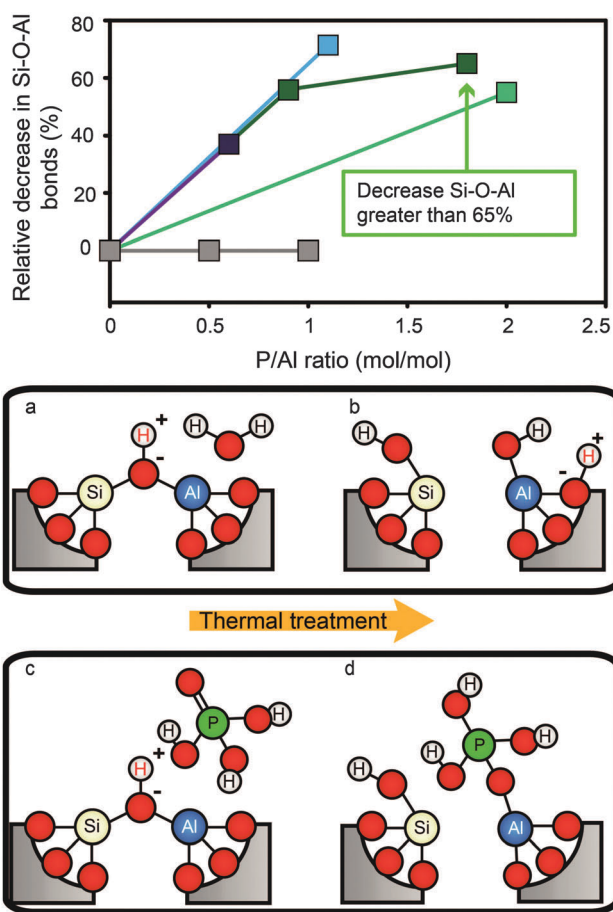 Relative decrease in Si-O-Al
bonds (%)
80
60
40
20
0
Decrease Si-O-Al
greater than 65%
0 0.5 1 1.5 2 2.5
P/Al ratio (mol/mol)
a
H
+
-
H H
Si Al
b
H
H
H
+
-
Si Al
Thermal treatment
c
P
H
H
H
H
+
-
Si Al
d
H
P
H
H
H
Si Al